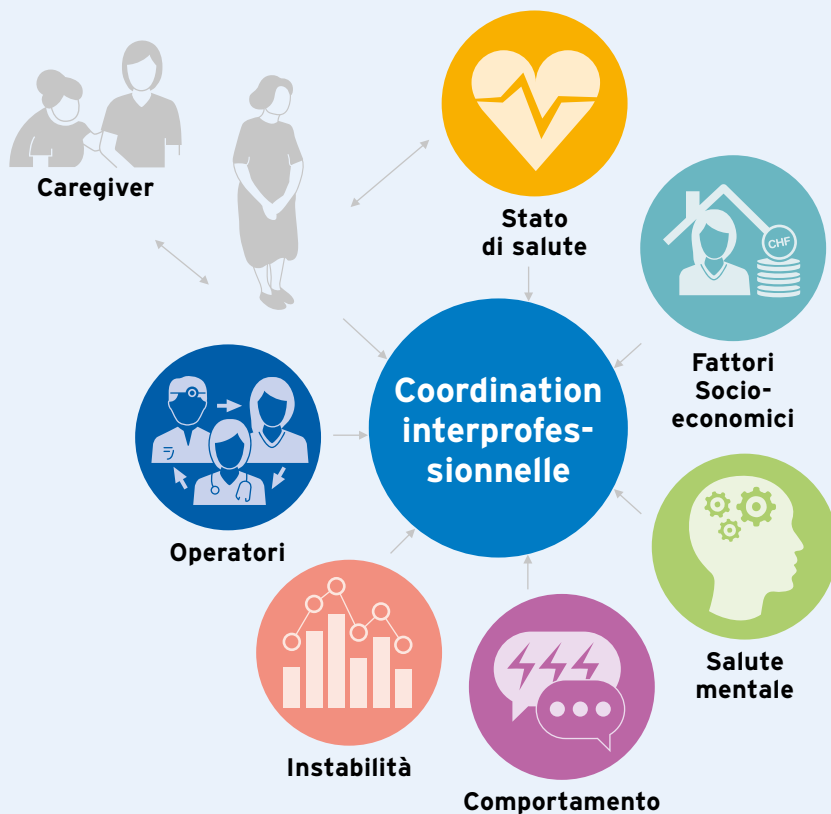 Caregiver
Stato
di salute
CHF
Fattori
Socio-
economici
Coordination
interprofes-
sionnelle
Operatori
Salute
mentale
Instabilità
Comportamento